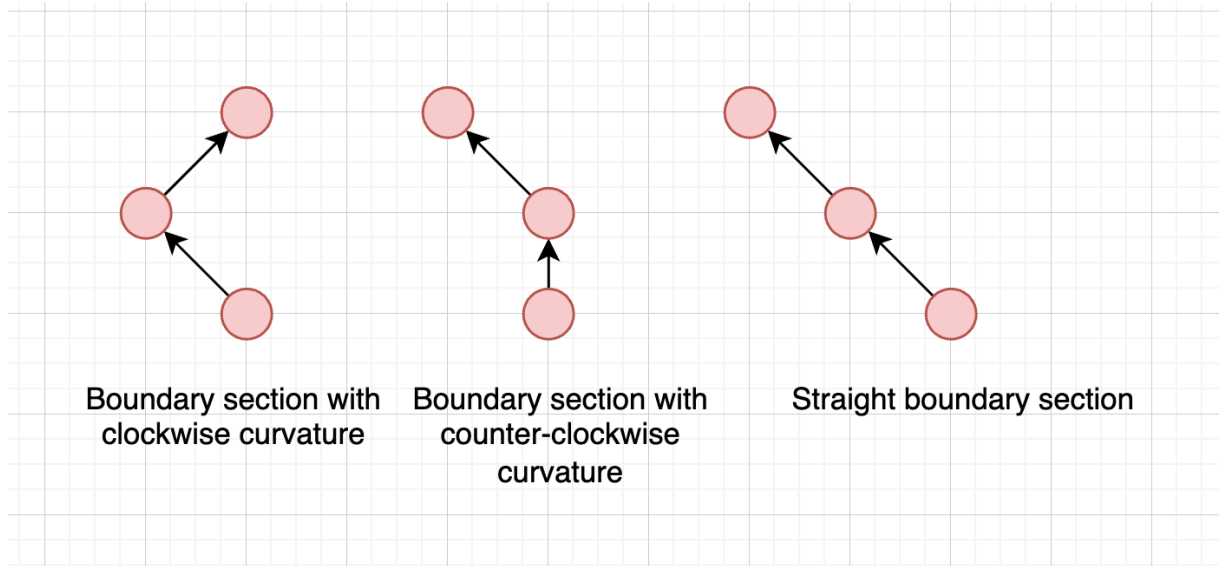 Boundary section with
clockwise curvature
Boundary section with
counter-clockwise
curvature
Straight boundary section